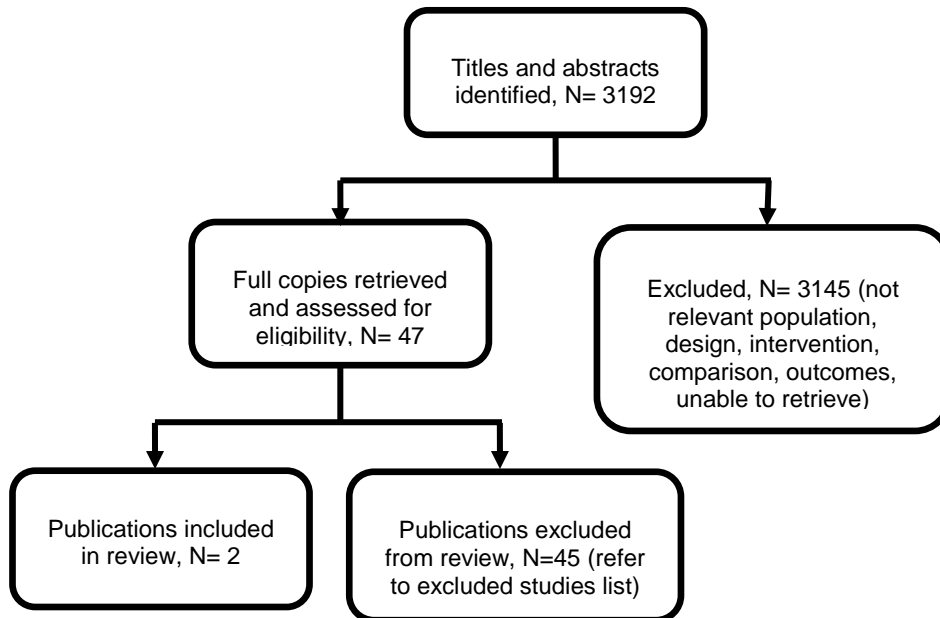 Titles and abstracts
identified, N= 3192
Full copies retrieved
and assessed for
eligibility, N= 47
Excluded, N= 3145 (not
relevant population,
design, intervention,
comparison, outcomes,
unable to retrieve)
Publications included
in review, N= 2
Publications excluded
from review, N=45 (refer
to excluded studies list)